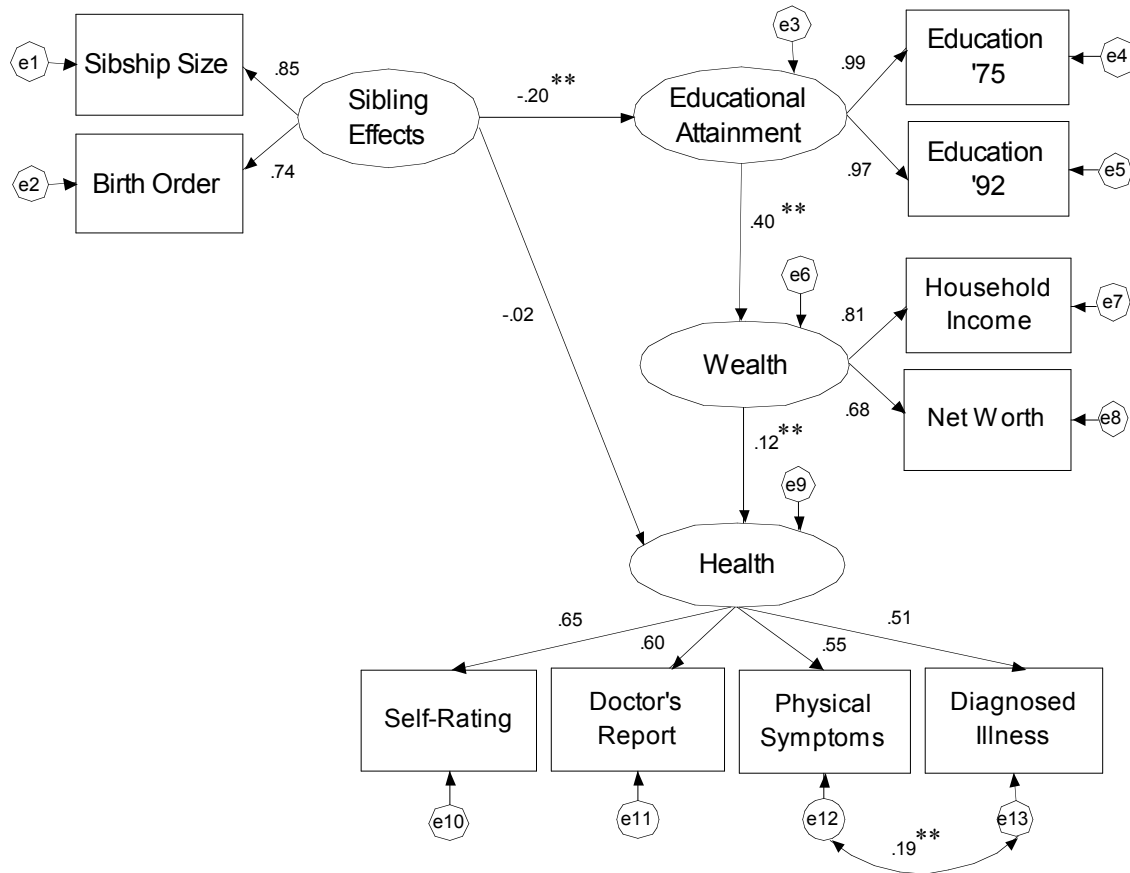 e1
Sibship Size
.85
e2
Birth Order
.74
Sibling
Effects
-.20**
e3
Educational
Attainment
.99
Education
'75
e4
.97
Education
'92
e5
.40 **
-.02
e6
Wealth
.81
Household
Income
e7
.68
Net Worth
e8
.12**
e9
Health
.65
.60
.55
.51
Self-Rating
Doctor's
Report
Physical
Symptoms
Diagnosed
Illness
e10
e11
e12
e13
.19**